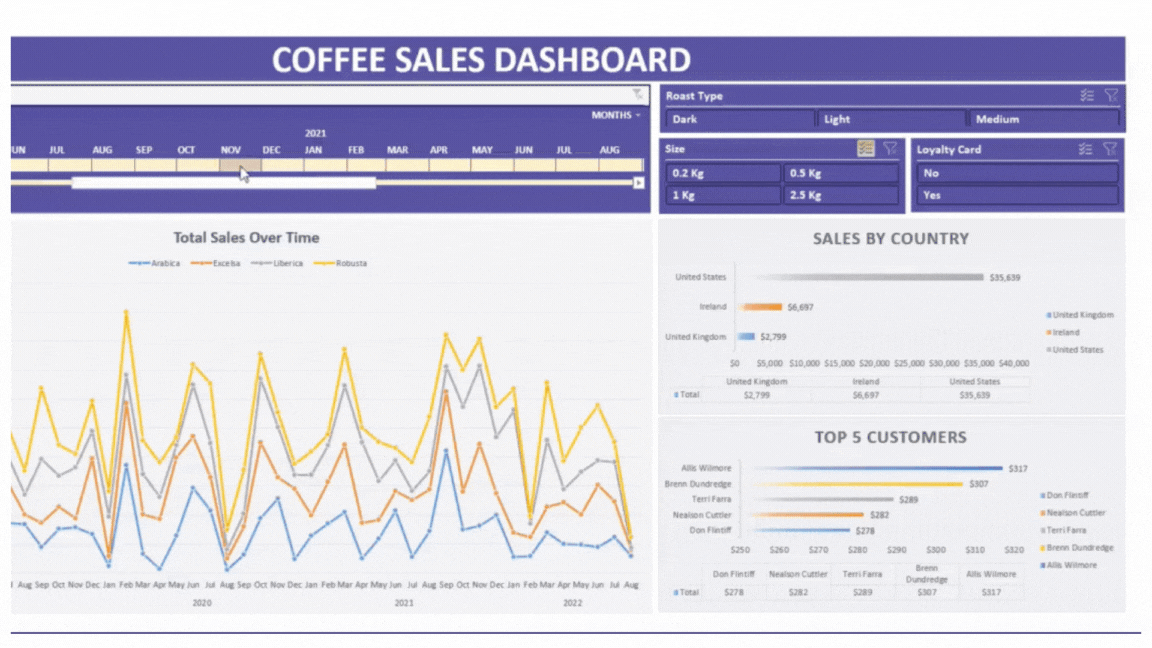 COFFEE SALES DASHBOARD
MONTHS
2021
UN JUL AUG SEP OCT NOV DEC JAN FEB MAR APR MAY JUN JUL AUG
Roast Type
Dark Light Medium
Size
0.2 Kg 0.5 Kg
1 Kg 2.5 Kg
Loyalty Card
No
Yes
Total Sales Over Time
Arabica Excelsa Liberica Robusta
Aug Sep Oct Nov Dec Jan Feb Mar Apr May Jun Jul Aug Sep Oct Nov Dec Jan Feb Mar Apr May Jun Jul Aug Sep Oct Nov Dec Jan Feb Mar Apr May Jun Jul Aug
2020 2021 2022
SALES BY COUNTRY
United States $35,639
Ireland $6,697
United Kingdom $2,799
$0 $5,000 $10,000 $15,000 $20,000 $25,000 $30,000 $35,000 $40,000
United Kingdom
Ireland
United States
United Kingdom Ireland United States
Total $2,799 $6,697 $35,639
TOP 5 CUSTOMERS
Allis Wilmore $317
Brenn Dundredge $307
Terri Farra $289
Nealson Cuttler $282
Don Flintiff $278
$250 $260 $270 $280 $290 $300 $310 $320
Don Flintiff
Nealson Cuttler
Terri Farra
Brenn Dundredge
Allis Wilmore
Don Flintiff Nealson Cuttler Terri Farra Brenn Dundredge Allis Wilmore
Total $278 $282 $289 $307 $317